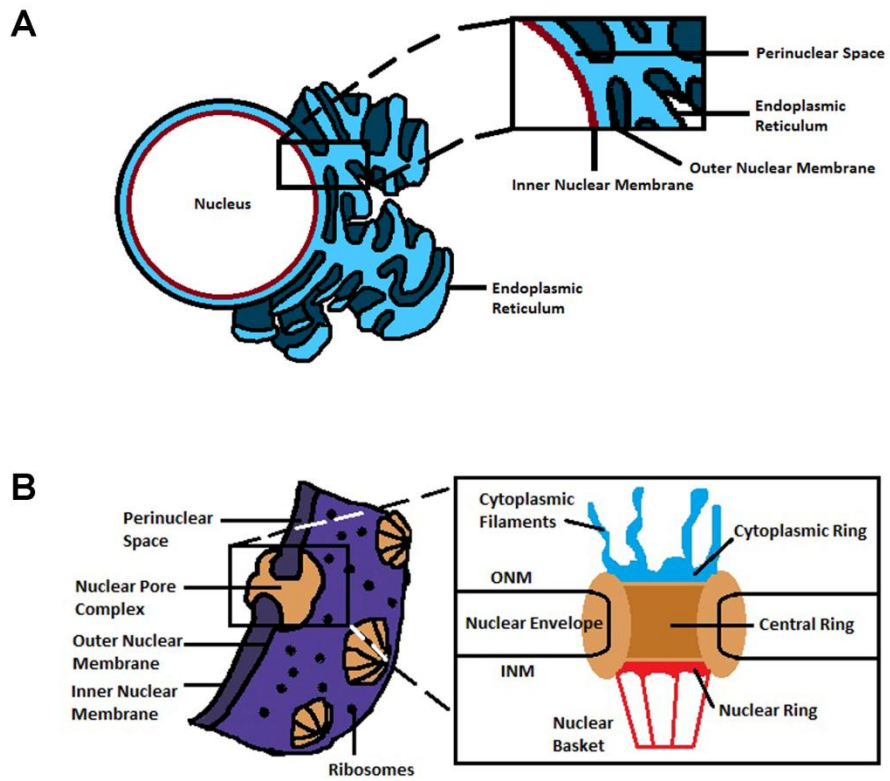 A
Perinuclear Space
Endoplasmic
Reticulum
Outer Nuclear Membrane
Inner Nuclear Membrane
Nucleus
Endoplasmic
Reticulum
B
Perinuclear
Space
Nuclear Pore
Complex
Outer Nuclear
Membrane
Inner Nuclear
Membrane
Ribosomes
Cytoplasmic
Filaments
Cytoplasmic Ring
ONM
Nuclear Envelope
Central Ring
INM
Nuclear Ring
Nuclear
Basket